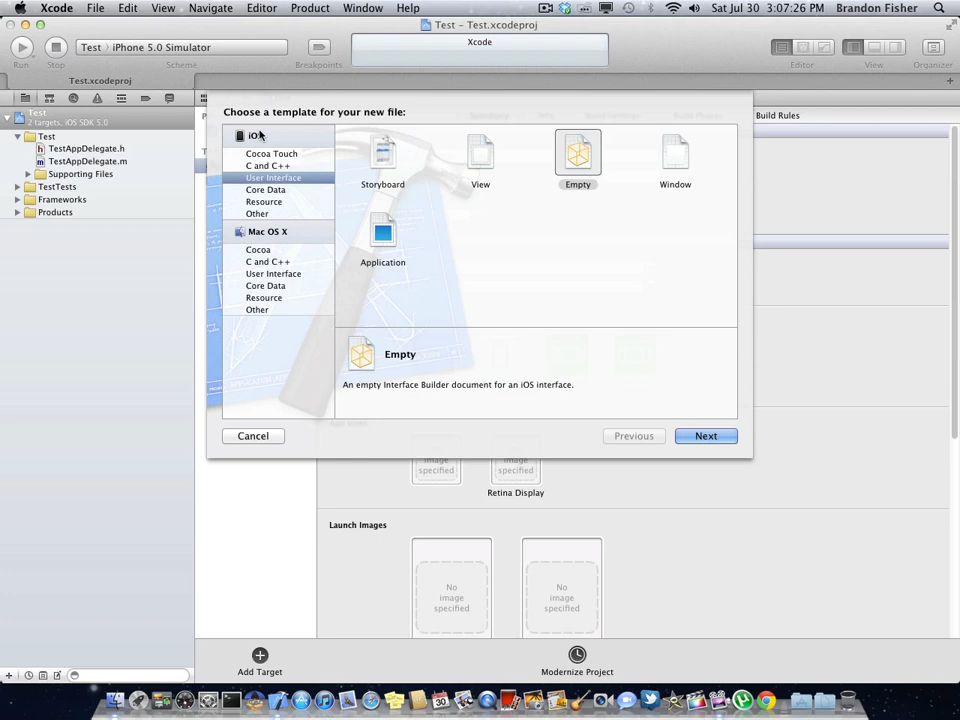 Xcode File Edit View Navigate Editor Product Window Help
Sat Jul 30 3:07:26 PM Brandon Fisher
Test - Test.xcodeproj
Test › iPhone 5.0 Simulator
Xcode
Run Stop Scheme Breakpoints Editor View Organizer
Test.xcodeproj
Test
2 targets, iOS SDK 5.0
Test
TestAppDelegate.h
TestAppDelegate.m
Supporting Files
TestTests
Frameworks
Products
Build Rules
Choose a template for your new file:
iOS
Cocoa Touch
C and C++
User Interface
Core Data
Resource
Other
Mac OS X
Cocoa
C and C++
User Interface
Core Data
Resource
Other
Storyboard View Empty Window
Application
Empty
An empty Interface Builder document for an iOS interface.
Cancel Previous Next
image
specified
image
specified
Retina Display
Launch Images
No
image
specified
No
image
specified
Add Target Modernize Project
30